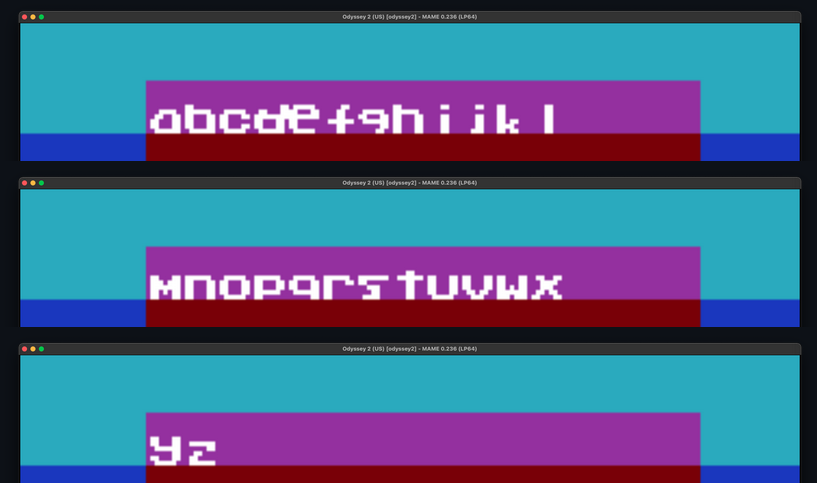 Odyssey 2 (US) [odyssey2] - MAME 0.236 (LP64)
abcdefghijkl
Odyssey 2 (US) [odyssey2] - MAME 0.236 (LP64)
mnopqrstuvwx
Odyssey 2 (US) [odyssey2] - MAME 0.236 (LP64)
yz